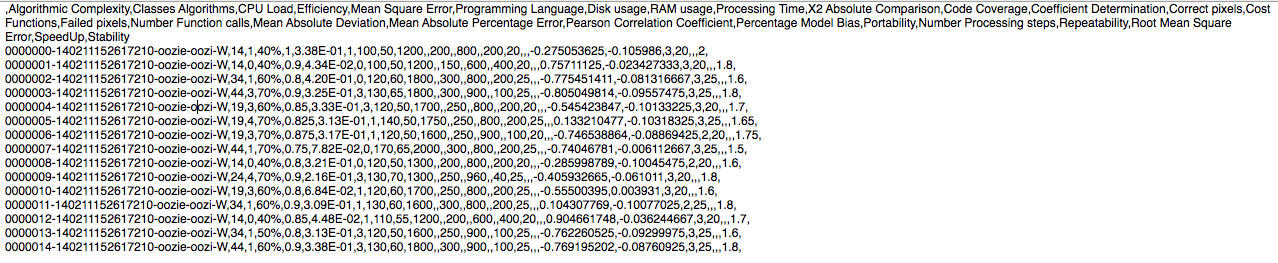 ,Algorithmic Complexity,Classes Algorithms,CPU Load,Efficiency,Mean Square Error,Programming Language,Disk usage,RAM usage,Processing Time,X2 Absolute Comparison,Code Coverage,Coefficient Determination,Correct pixels,Cost
Functions,Failed pixels,Number Function calls,Mean Absolute Deviation,Mean Absolute Percentage Error,Pearson Correlation Coefficient,Percentage Model Bias,Portability,Number Processing steps,Repeatability,Root Mean Square
Error,SpeedUp,Stability
0000000-140211152617210-oozie-oozi-W,14,1,40%,1,3.38E-01,1,100,50,1200,,200,,800,,200,20,,,-0.275053625,-0.105986,3,20,,,2,
0000001-140211152617210-oozie-oozi-W,14,0,40%,0.9,4.34E-02,0,100,50,1200,,150,,600,,400,20,,,0.75711125,-0.023427333,3,20,,,1.8,
0000002-140211152617210-oozie-oozi-W,34,1,60%,0.8,4.20E-01,0,120,60,1800,,300,,800,,200,25,,,-0.775451411,-0.081316667,3,25,,,1.6,
0000003-140211152617210-oozie-oozi-W,44,3,70%,0.9,3.25E-01,3,130,65,1800,,300,,900,,100,25,,,-0.805049814,-0.09557475,3,25,,,1.8,
0000004-140211152617210-oozie-oozi-W,19,3,60%,0.85,3.33E-01,3,120,50,1700,,250,,800,,200,20,,,-0.545423847,-0.10133225,3,20,,,1.7,
0000005-140211152617210-oozie-oozi-W,19,4,70%,0.825,3.13E-01,1,140,50,1750,,250,,800,,200,25,,,0.133210477,-0.10318325,3,25,,,1.65,
0000006-140211152617210-oozie-oozi-W,19,3,70%,0.875,3.17E-01,1,120,50,1600,,250,,900,,100,20,,,-0.746538864,-0.08869425,2,20,,,1.75,
0000007-140211152617210-oozie-oozi-W,44,1,70%,0.75,7.82E-02,0,170,65,2000,,300,,800,,200,25,,,-0.74046781,-0.006112667,3,25,,,1.5,
0000008-140211152617210-oozie-oozi-W,14,0,40%,0.8,3.21E-01,0,120,50,1300,,200,,800,,200,20,,,-0.285998789,-0.10045475,2,20,,,1.6,
0000009-140211152617210-oozie-oozi-W,24,4,70%,0.9,2.16E-01,3,130,70,1300,,250,,960,,40,25,,,-0.405932665,-0.061011,3,20,,,1.8,
0000010-140211152617210-oozie-oozi-W,19,3,60%,0.8,6.84E-02,1,120,60,1700,,250,,800,,200,25,,,-0.55500395,0.003931,3,20,,,1.6,
0000011-140211152617210-oozie-oozi-W,34,1,60%,0.9,3.09E-01,1,130,60,1600,,300,,800,,200,25,,,0.104307769,-0.10077025,2,25,,,1.8,
0000012-140211152617210-oozie-oozi-W,14,0,40%,0.85,4.48E-02,1,110,55,1200,,200,,600,,400,20,,,0.904661748,-0.036244667,3,20,,,1.7,
0000013-140211152617210-oozie-oozi-W,34,1,50%,0.8,3.13E-01,3,120,50,1600,,250,,900,,200,25,,,-0.762260525,-0.09299975,3,25,,,1.6,
0000014-140211152617210-oozie-oozi-W,44,1,60%,0.9,3.38E-01,3,130,60,1800,,300,,900,,100,25,,,-0.769195202,-0.08760925,3,25,,,1.8,